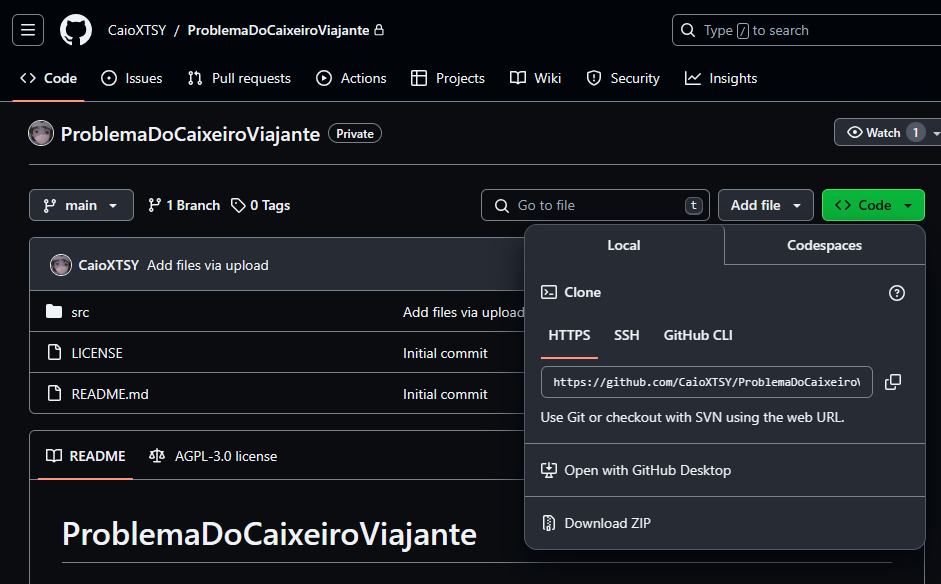 CaioXTSY / ProblemaDoCaixeiroViajante
Type / to search
Code Issues Pull requests Actions Projects Wiki Security Insights
ProblemaDoCaixeiroViajante Private
Watch 1
main 1 Branch 0 Tags
Go to file t
Add file
Code
CaioXTSY Add files via upload
src Add files via upload
LICENSE Initial commit
README.md Initial commit
README AGPL-3.0 license
ProblemaDoCaixeiroViajante
Local Codespaces
Clone
HTTPS SSH GitHub CLI
https://github.com/CaioXTSY/ProblemaDoCaixeiroV
Use Git or checkout with SVN using the web URL.
Open with GitHub Desktop
Download ZIP